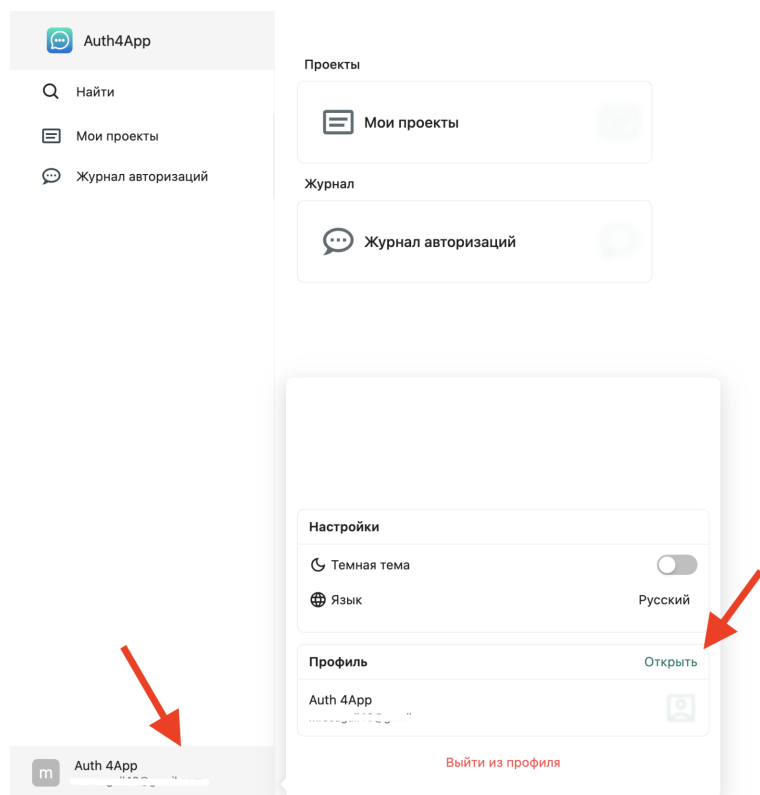 Auth4App
Найти
Мои проекты
Журнал авторизаций
Проекты
Мои проекты
Журнал
Журнал авторизаций
Настройки
Темная тема
Язык Русский
Профиль Открыть
Auth 4App
Выйти из профиля
m Auth 4App